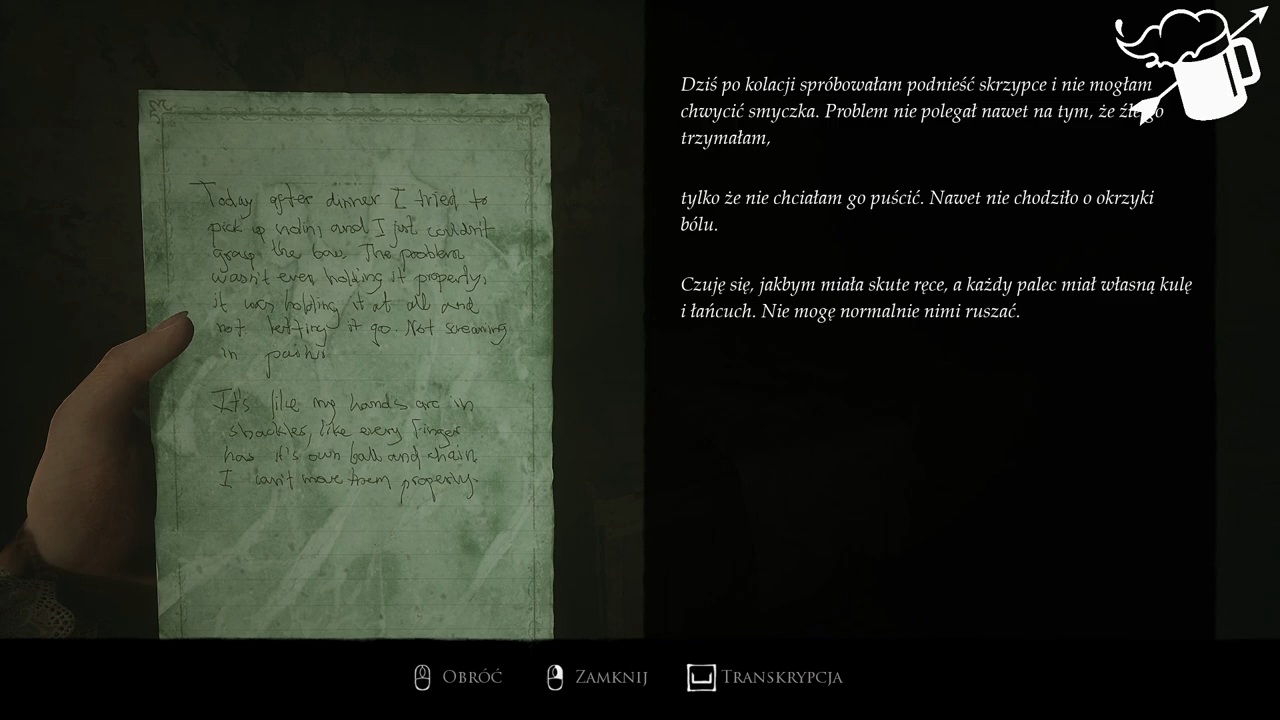 Today after dinner I tried to
pick up violin, and I just couldn't
grasp the bow. The problem
wasn't even holding it properly,
it was holding it at all and
not letting it go. Not screaming
in pain
It's like my hands are in
shackles, like every finger
has it's own ball and chain.
I can't move them properly.
Dziś po kolacji spróbowałam podnieść skrzypce i nie mogłam
chwycić smyczka. Problem nie polegał nawet na tym, że źle go
trzymałam,
tylko że nie chciałam go puścić. Nawet nie chodziło o okrzyki
bólu.
Czuję się, jakbym miała skute ręce, a każdy palec miał własną kulę
i łańcuch. Nie mogę normalnie nimi ruszać.
Obróć
Zamknij
Transkrypcja